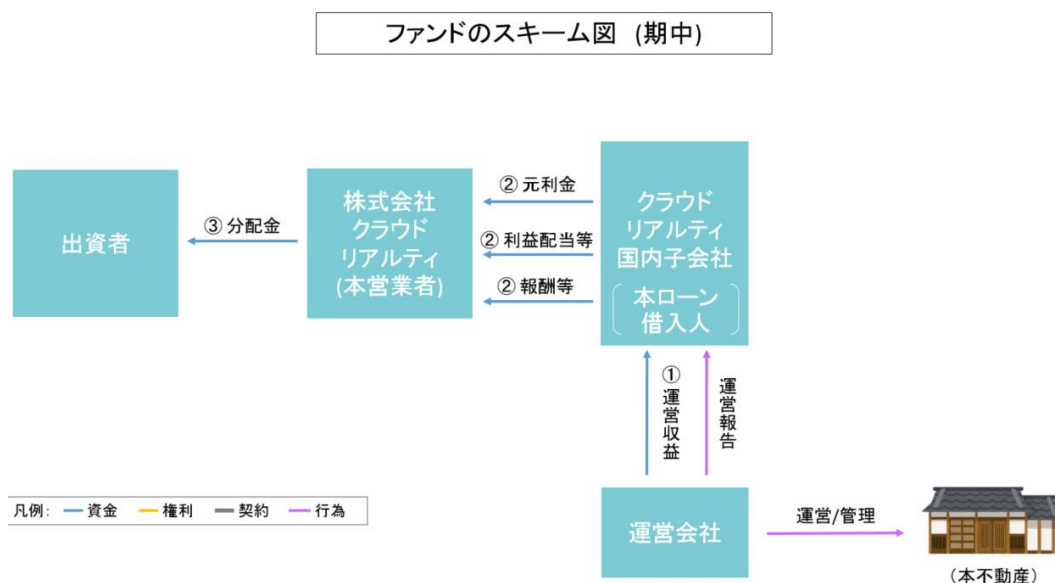 ファンドのスキーム図 (期中)
出資者
③ 分配金
株式会社
クラウド
リアルティ
(本営業者)
② 元利金
② 利益配当等
② 報酬等
クラウド
リアルティ
国内子会社
本ローン
借入人
①運営収益
運営報告
凡例: 資金 権利 契約 行為
運営会社
運営/管理
(本不動産)